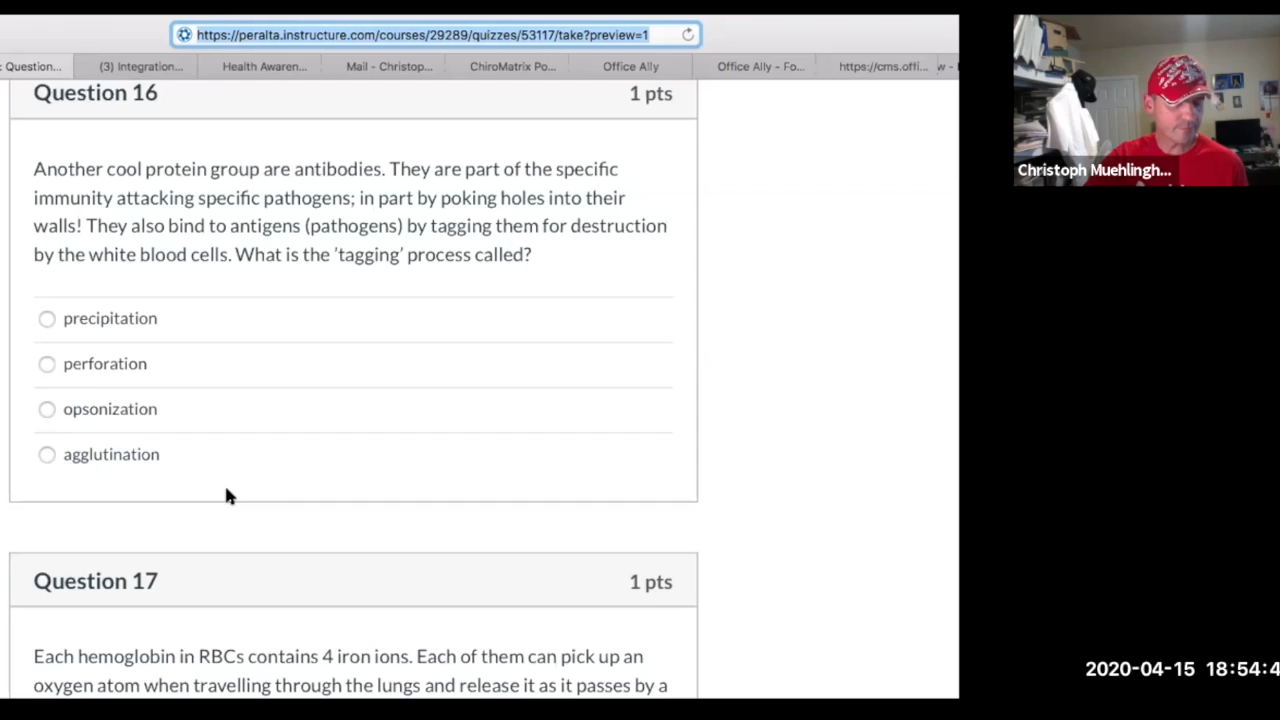 https://peralta.instructure.com/courses/29289/quizzes/53117/take?preview=1
: Question... (3) Integration... Health Awaren... Mail - Christop... ChiroMatrix Po... Office Ally Office Ally - Fo... https://cms.offi... w -
Question 16 1 pts
Another cool protein group are antibodies. They are part of the specific
immunity attacking specific pathogens; in part by poking holes into their
walls! They also bind to antigens (pathogens) by tagging them for destruction
by the white blood cells. What is the 'tagging' process called?
precipitation
perforation
opsonization
agglutination
Question 17 1 pts
Each hemoglobin in RBCs contains 4 iron ions. Each of them can pick up an
oxygen atom when travelling through the lungs and release it as it passes by a
Christoph Muehlingh...
2020-04-15 18:54:4